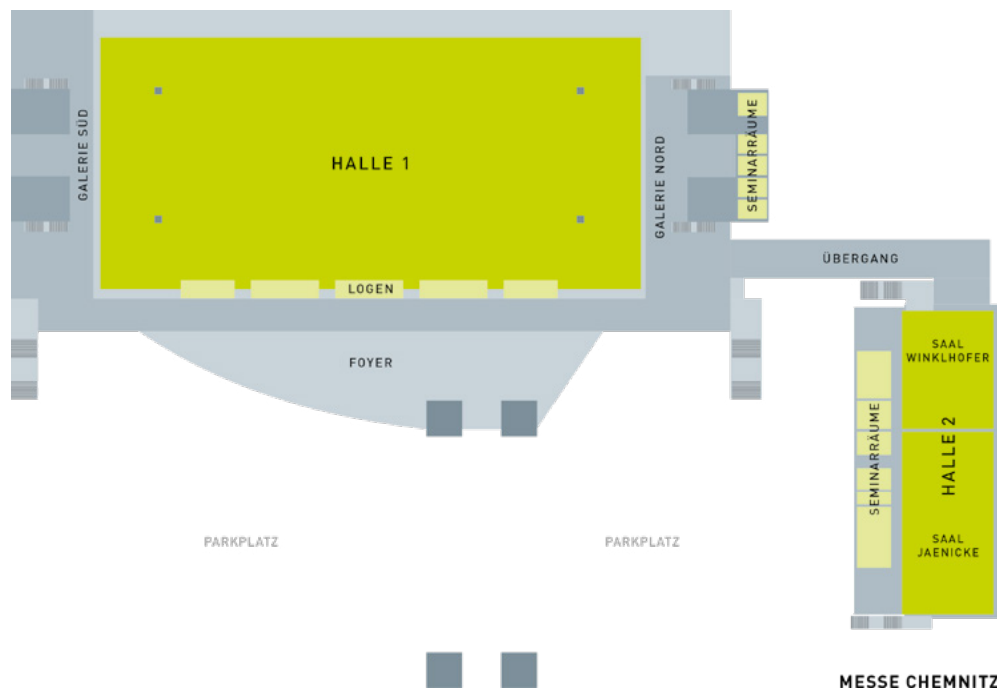 GALERIE SÜD
HALLE 1
GALERIE NORD
SEMINARRÄUME
LOGEN
ÜBERGANG
FOYER
SAAL
WINKLHOFER
SEMINARRÄUME
HALLE 2
SAAL
JAENICKE
PARKPLATZ
PARKPLATZ
MESSE CHEMNITZ